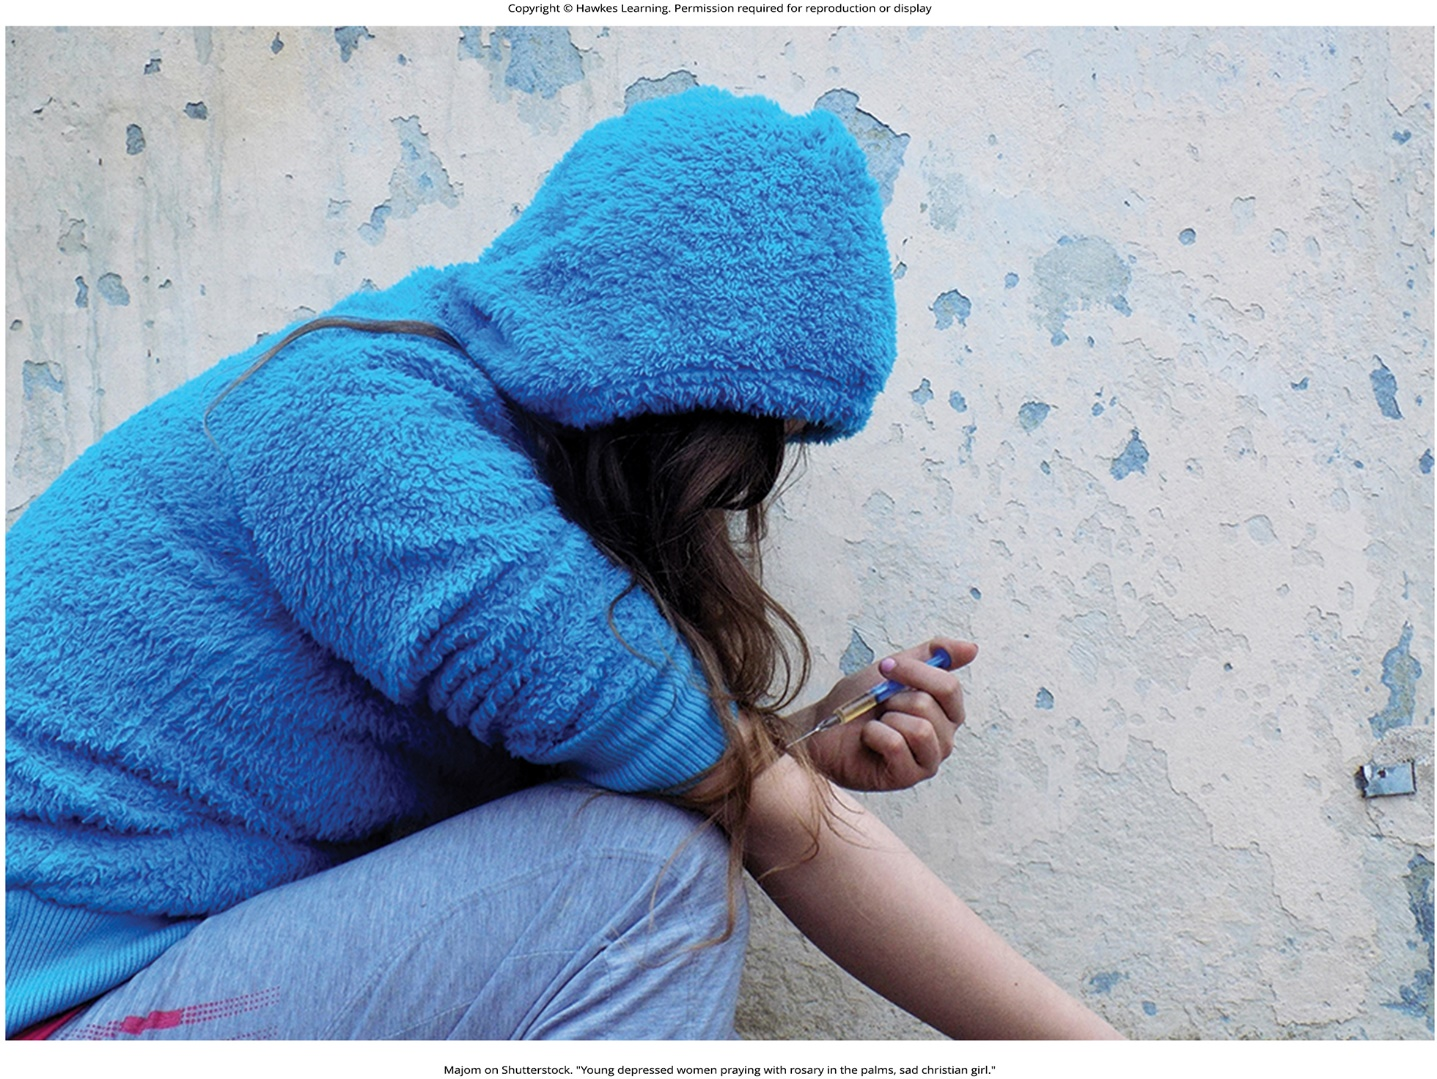 Copyright © Hawkes Learning. Permission required for reproduction or display
Majom on Shutterstock. "Young depressed women praying with rosary in the palms, sad christian girl."